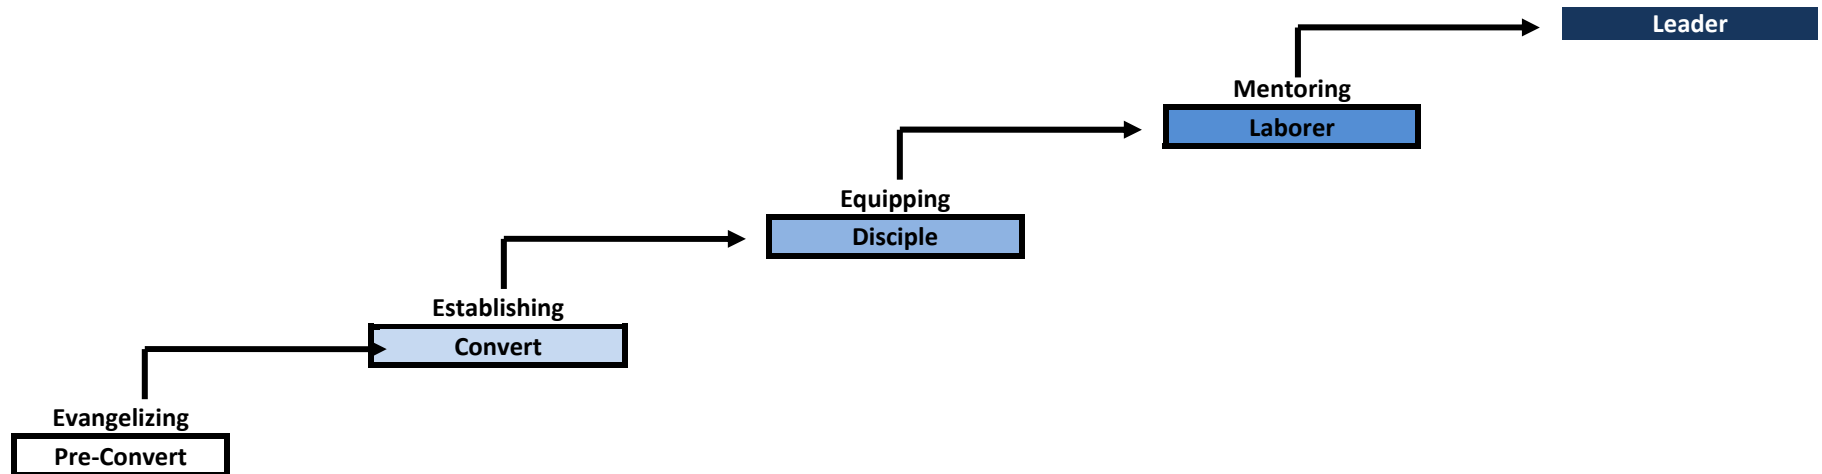 Leader
Mentoring
Laborer
Equipping
Disciple
Establishing
Convert
Evangelizing
Pre-Convert